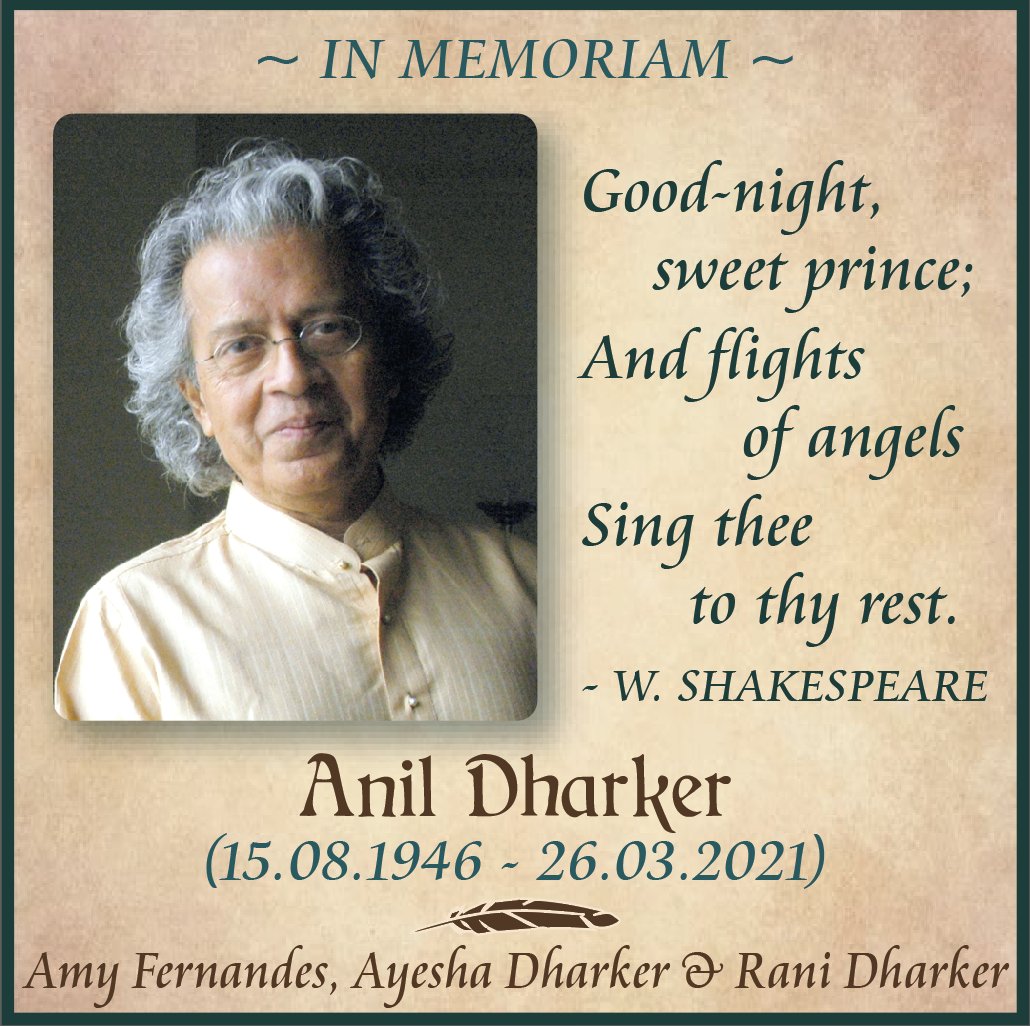 ~ IN MEMORIAM ~
Good-night,
sweet prince;
And flights
of angels
Sing thee
to thy rest.
- W. SHAKESPEARE
Anil Dharker
(15.08.1946 - 26.03.2021)
Amy Fernandes, Ayesha Dharker & Rani Dharker